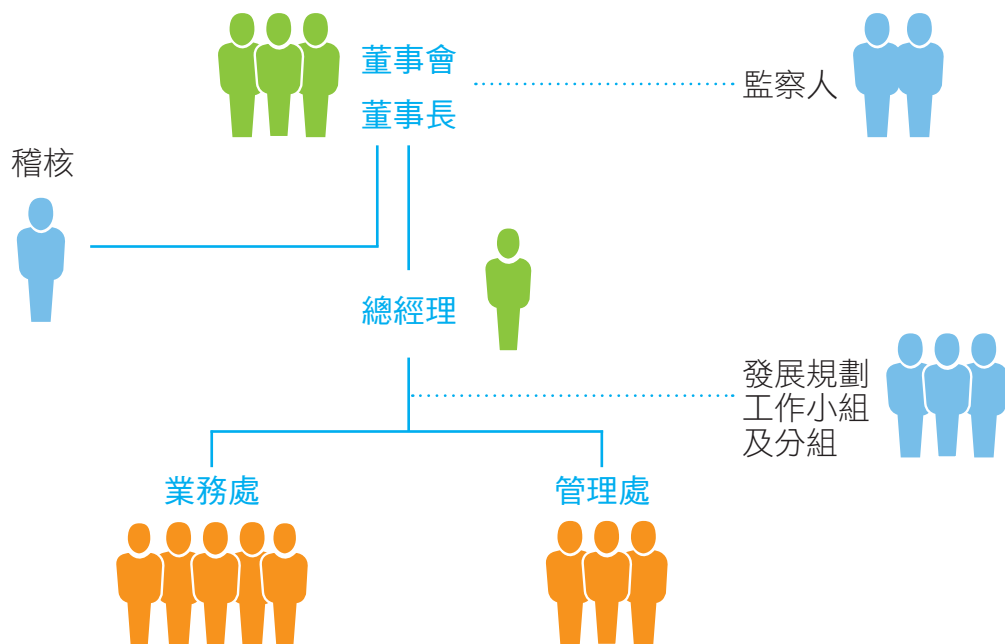 董事會
董事長
監察人
稽核
總經理
發展規劃
工作小組
及分組
業務處
管理處